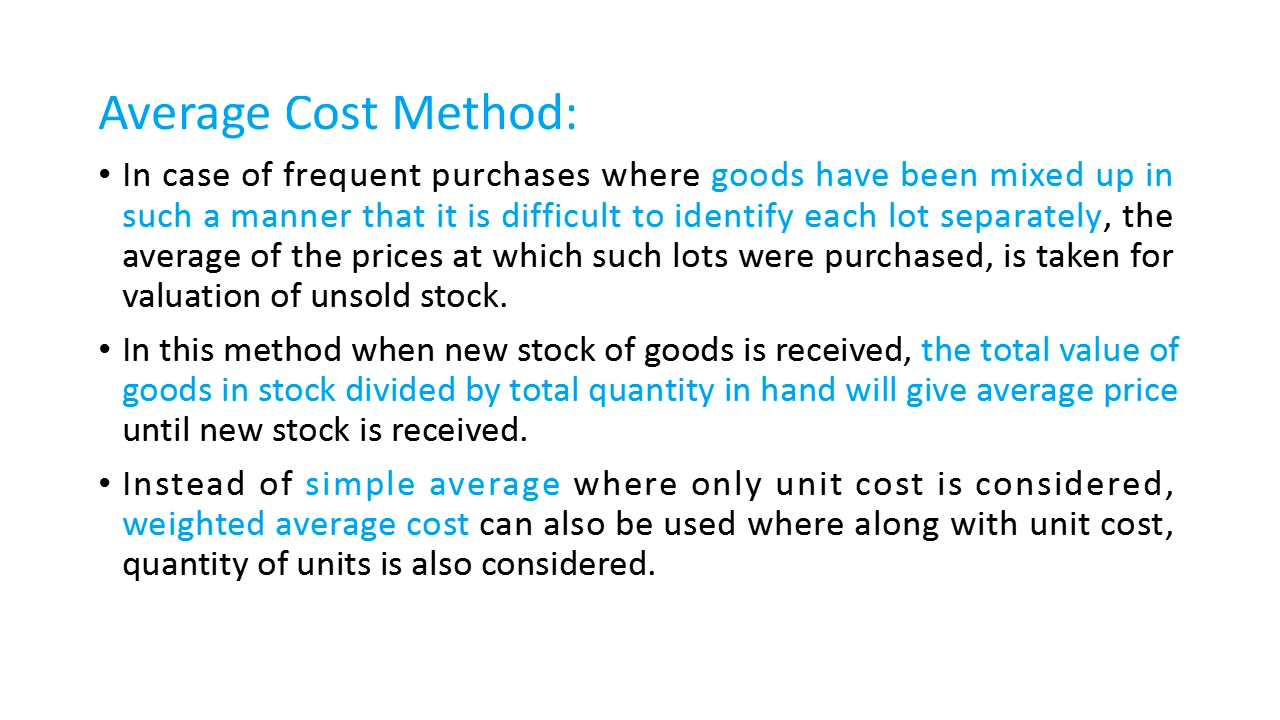 Average Cost Method:
• In case of frequent purchases where goods have been mixed up in
such a manner that it is difficult to identify each lot separately, the
average of the prices at which such lots were purchased, is taken for
valuation of unsold stock.
• In this method when new stock of goods is received, the total value of
goods in stock divided by total quantity in hand will give average price
until new stock is received.
• Instead of simple average where only unit cost is considered,
weighted average cost can also be used where along with unit cost,
quantity of units is also considered.